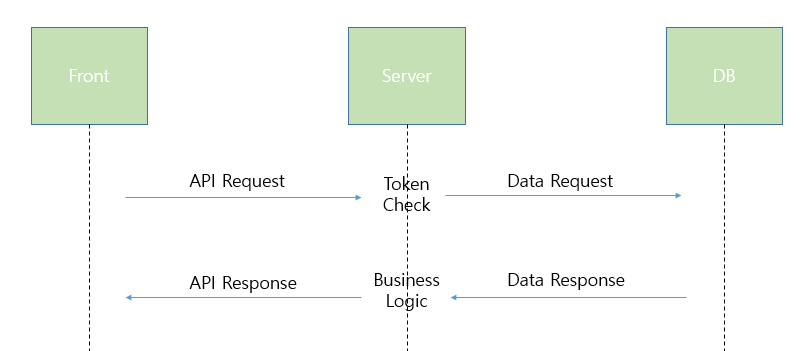 Front
Server
DB
API Request
Token
Check
Data Request
API Response
Business
Logic
Data Response